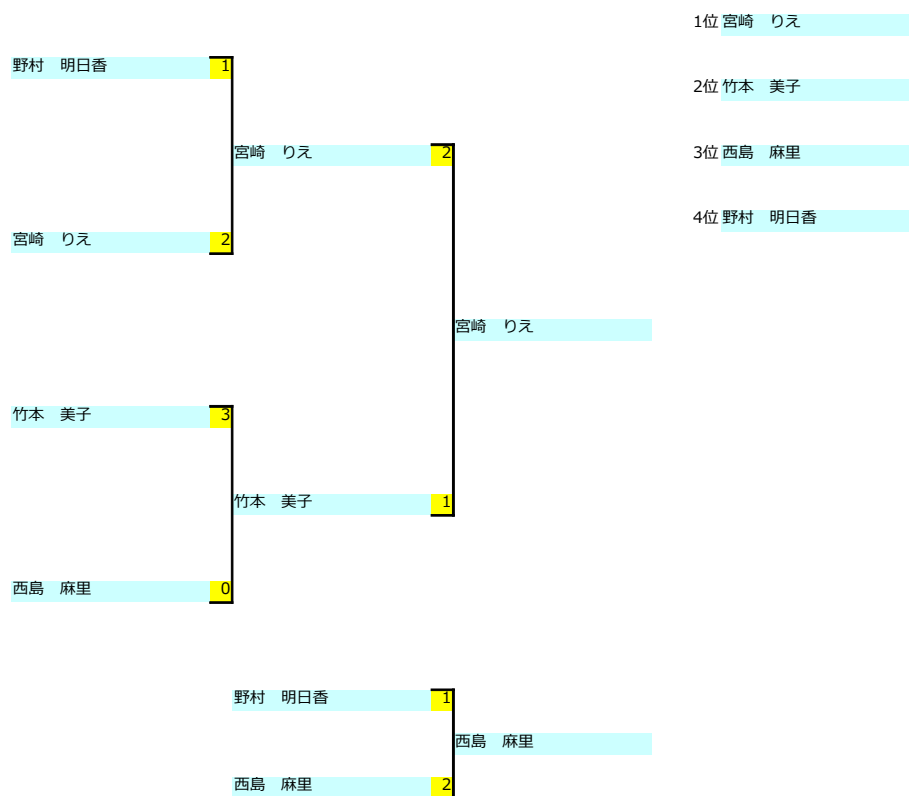 1位 宮崎　りえ
野村　明日香 1
2位 竹本　美子
宮崎　りえ 2
3位 西島　麻里
4位 野村　明日香
宮崎　りえ 2
宮崎　りえ
竹本　美子 3
竹本　美子 1
西島　麻里 0
野村　明日香 1
西島　麻里
西島　麻里 2